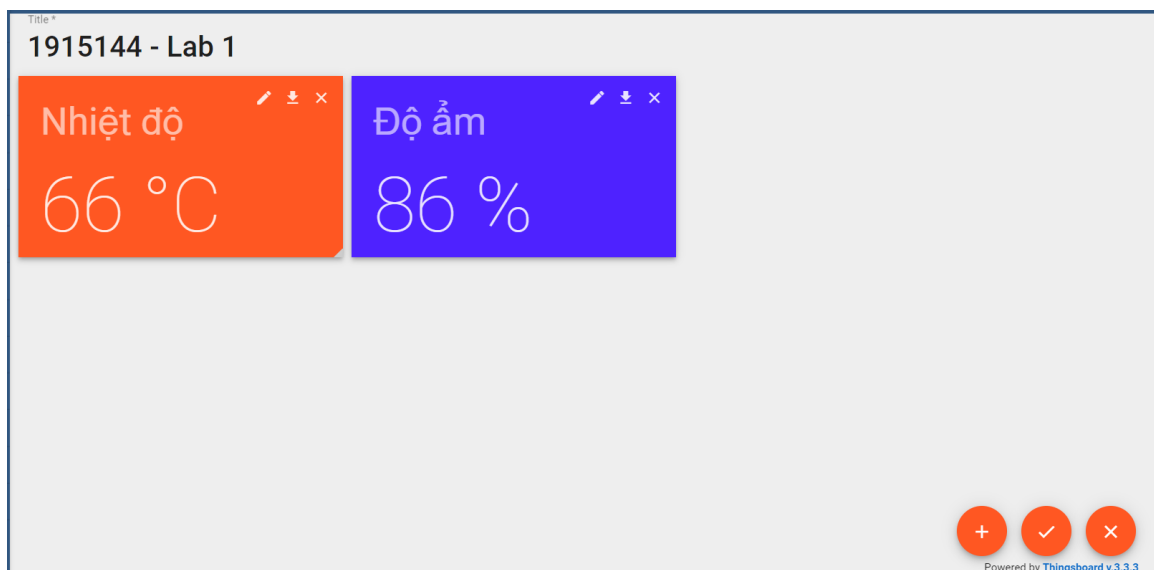 Title *
1915144 - Lab 1
Nhiệt độ
66 °C
Độ ẩm
86 %
Powered by Thingsboard v.3.3.3